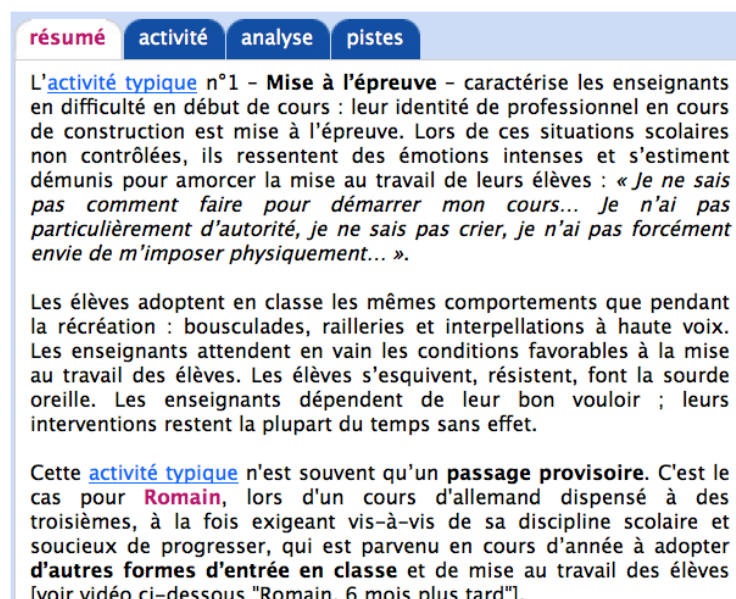 résumé activité analyse pistes
L'activité typique n°1 – Mise à l'épreuve – caractérise les enseignants
en difficulté en début de cours : leur identité de professionnel en cours
de construction est mise à l'épreuve. Lors de ces situations scolaires
non contrôlées, ils ressentent des émotions intenses et s'estiment
démunis pour amorcer la mise au travail de leurs élèves : « Je ne sais
pas comment faire pour démarrer mon cours... Je n'ai pas
particulièrement d'autorité, je ne sais pas crier, je n'ai pas forcément
envie de m'imposer physiquement... ».
Les élèves adoptent en classe les mêmes comportements que pendant
la récréation : bousculades, railleries et interpellations à haute voix.
Les enseignants attendent en vain les conditions favorables à la mise
au travail des élèves. Les élèves s'esquivent, résistent, font la sourde
oreille. Les enseignants dépendent de leur bon vouloir ; leurs
interventions restent la plupart du temps sans effet.
Cette activité typique n'est souvent qu'un passage provisoire. C'est le
cas pour Romain, lors d'un cours d'allemand dispensé à des
troisièmes, à la fois exigeant vis-à-vis de sa discipline scolaire et
soucieux de progresser, qui est parvenu en cours d'année à adopter
d'autres formes d'entrée en classe et de mise au travail des élèves
[voir vidéo ci-dessous "Romain, 6 mois plus tard"].